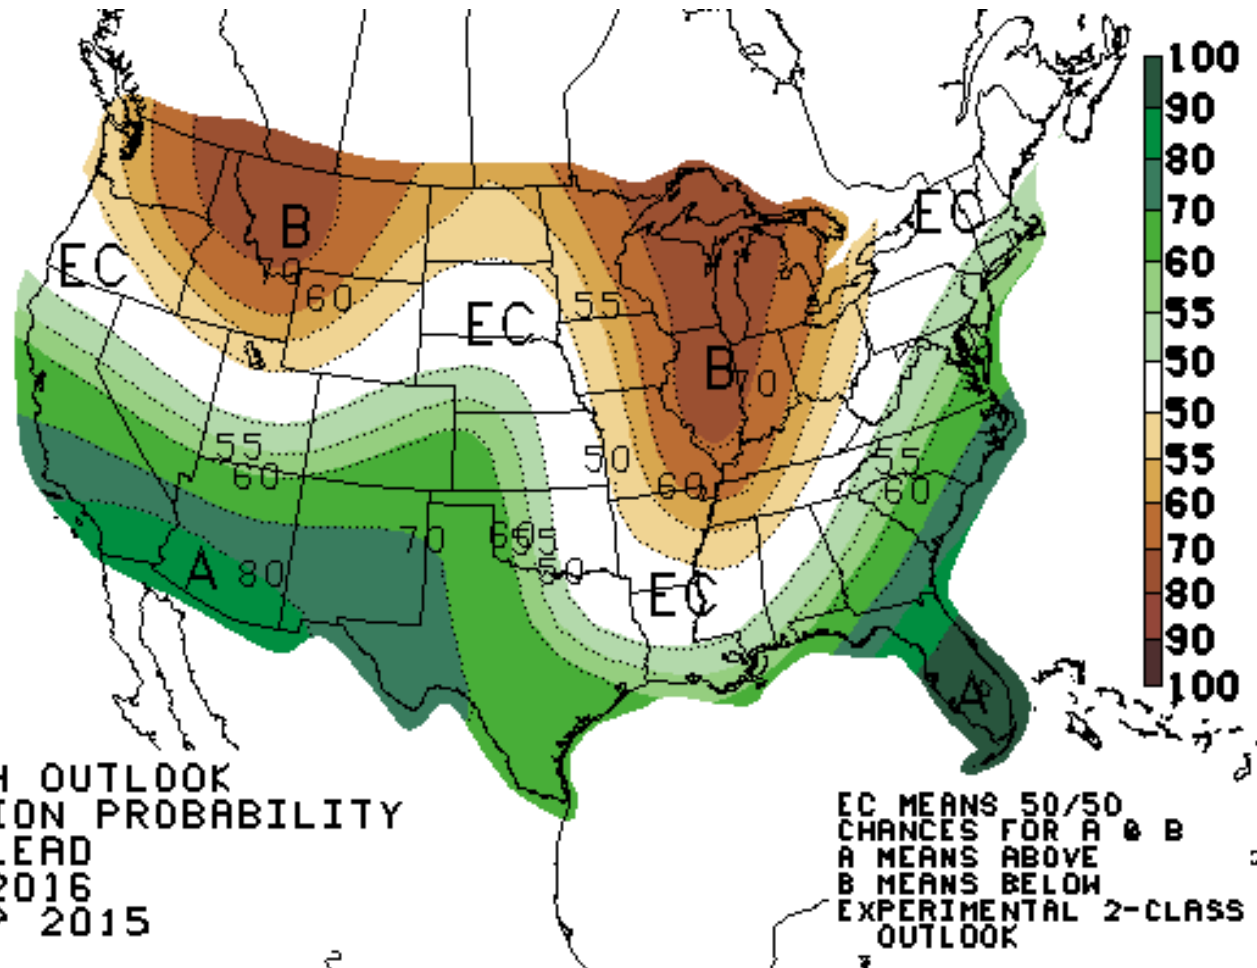 100
90
80
70
60
55
50
50
55
60
70
80
90
100
EC
B
EC
70
60
EC
55
B
70
55
60
50
60
55
60
70
60
55
50
A
80
EC
A
H OUTLOOK
ION PROBABILITY
LEAD
2016
P 2015
EC MEANS 50/50
CHANCES FOR A & B
A MEANS ABOVE
B MEANS BELOW
EXPERIMENTAL 2-CLASS
OUTLOOK